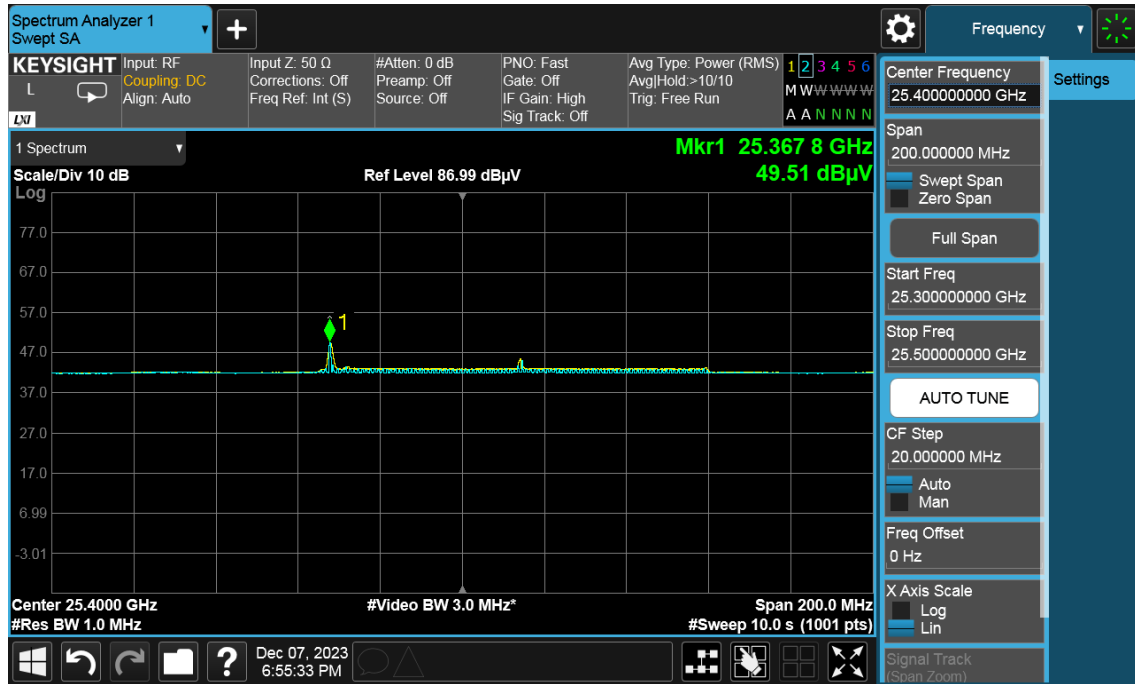 Spectrum Analyzer 1
Swept SA
Frequency
KEYSIGHT
L
LXI
Input: RF
Coupling: DC
Align: Auto
Input Z: 50 Ω
Corrections: Off
Freq Ref: Int (S)
#Atten: 0 dB
Preamp: Off
Source: Off
PNO: Fast
Gate: Off
IF Gain: High
Sig Track: Off
Avg Type: Power (RMS)
Avg|Hold:>10/10
Trig: Free Run
1 2 3 4 5 6
M W W W W W
A A N N N N
1 Spectrum
Scale/Div 10 dB
Log
Ref Level 86.99 dBµV
Mkr1 25.367 8 GHz
49.51 dBµV
77.0
67.0
57.0
47.0
37.0
27.0
17.0
6.99
-3.01
1
Center 25.4000 GHz
#Res BW 1.0 MHz
#Video BW 3.0 MHz*
Span 200.0 MHz
#Sweep 10.0 s (1001 pts)
?
Dec 07, 2023
6:55:33 PM
Center Frequency
25.400000000 GHz
Span
200.000000 MHz
Swept Span
Zero Span
Full Span
Start Freq
25.300000000 GHz
Stop Freq
25.500000000 GHz
AUTO TUNE
CF Step
20.000000 MHz
Auto
Man
Freq Offset
0 Hz
X Axis Scale
Log
Lin
Signal Track
(Span Zoom)
Settings